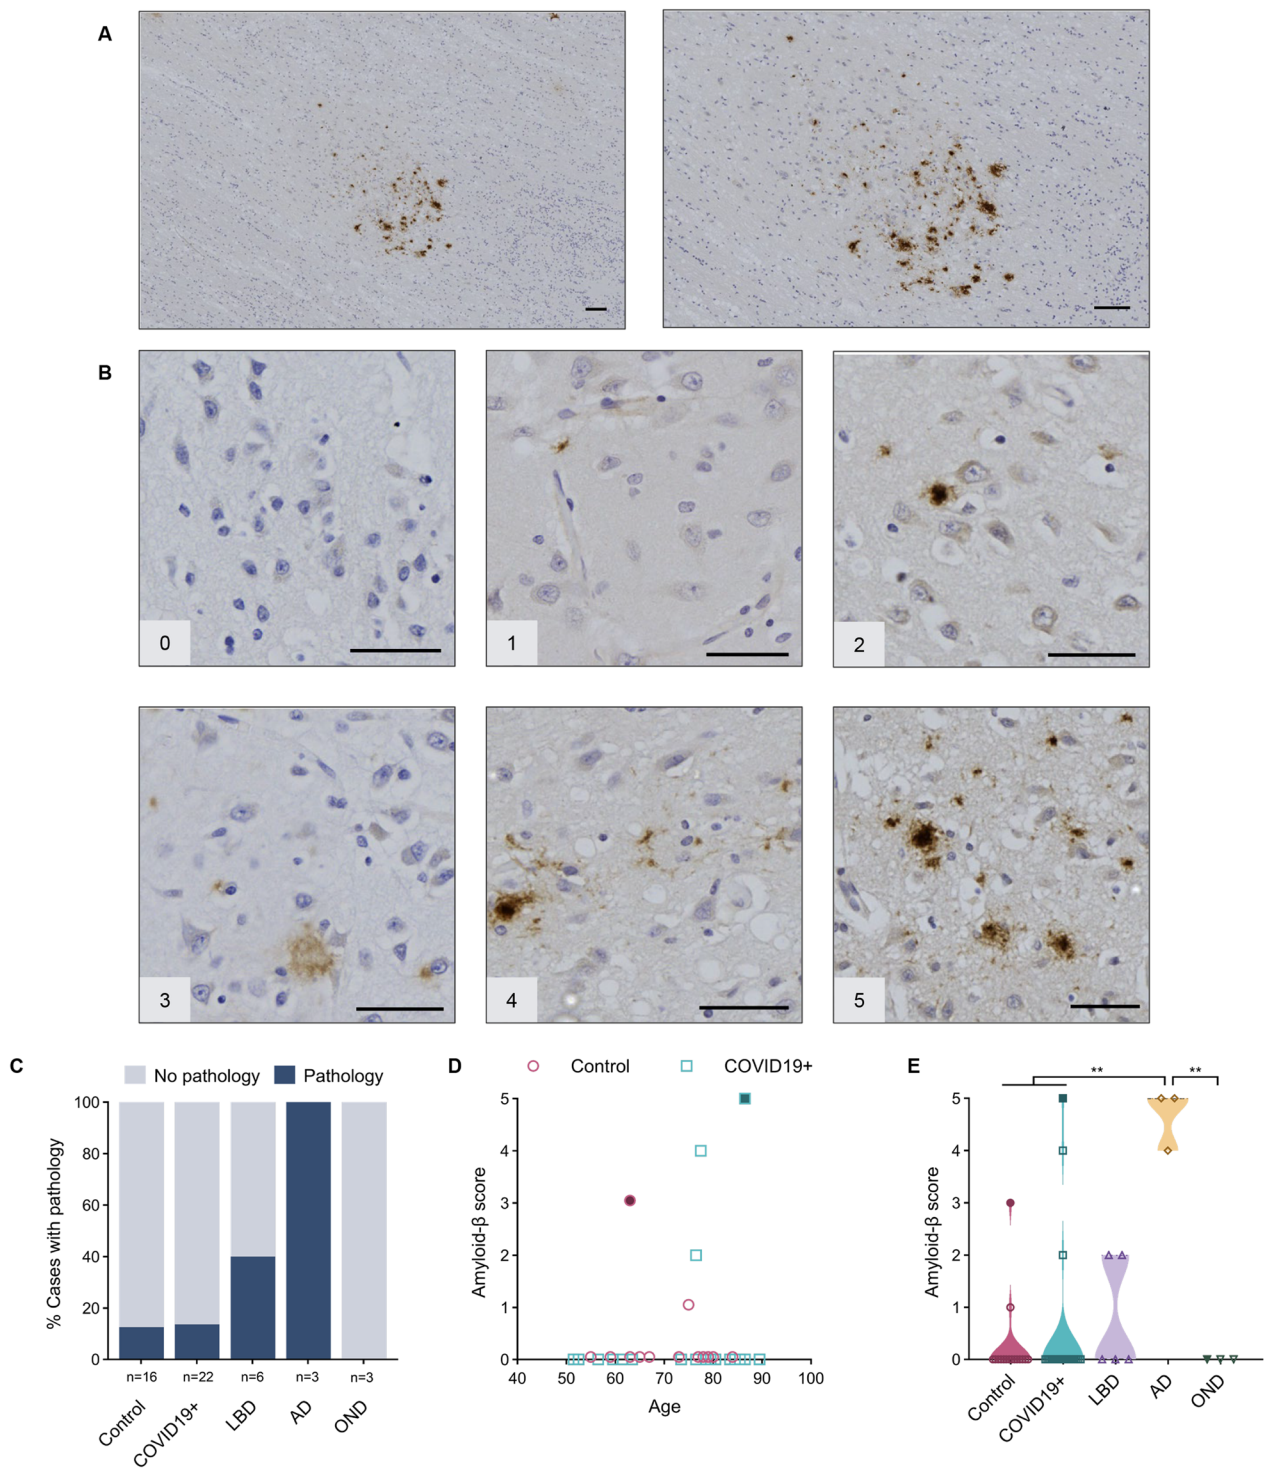 A
B
0
1
2
3
4
5
C
No pathology
Pathology
% Cases with pathology
100
80
60
40
20
0
n=16
n=22
n=6
n=3
n=3
Control
COVID19+
LBD
AD
OND
D
Control
COVID19+
Amyloid-β score
5
4
3
2
1
0
40
50
60
70
80
90
100
Age
E
**
**
Amyloid-β score
5
4
3
2
1
0
Control
COVID19+
LBD
AD
OND